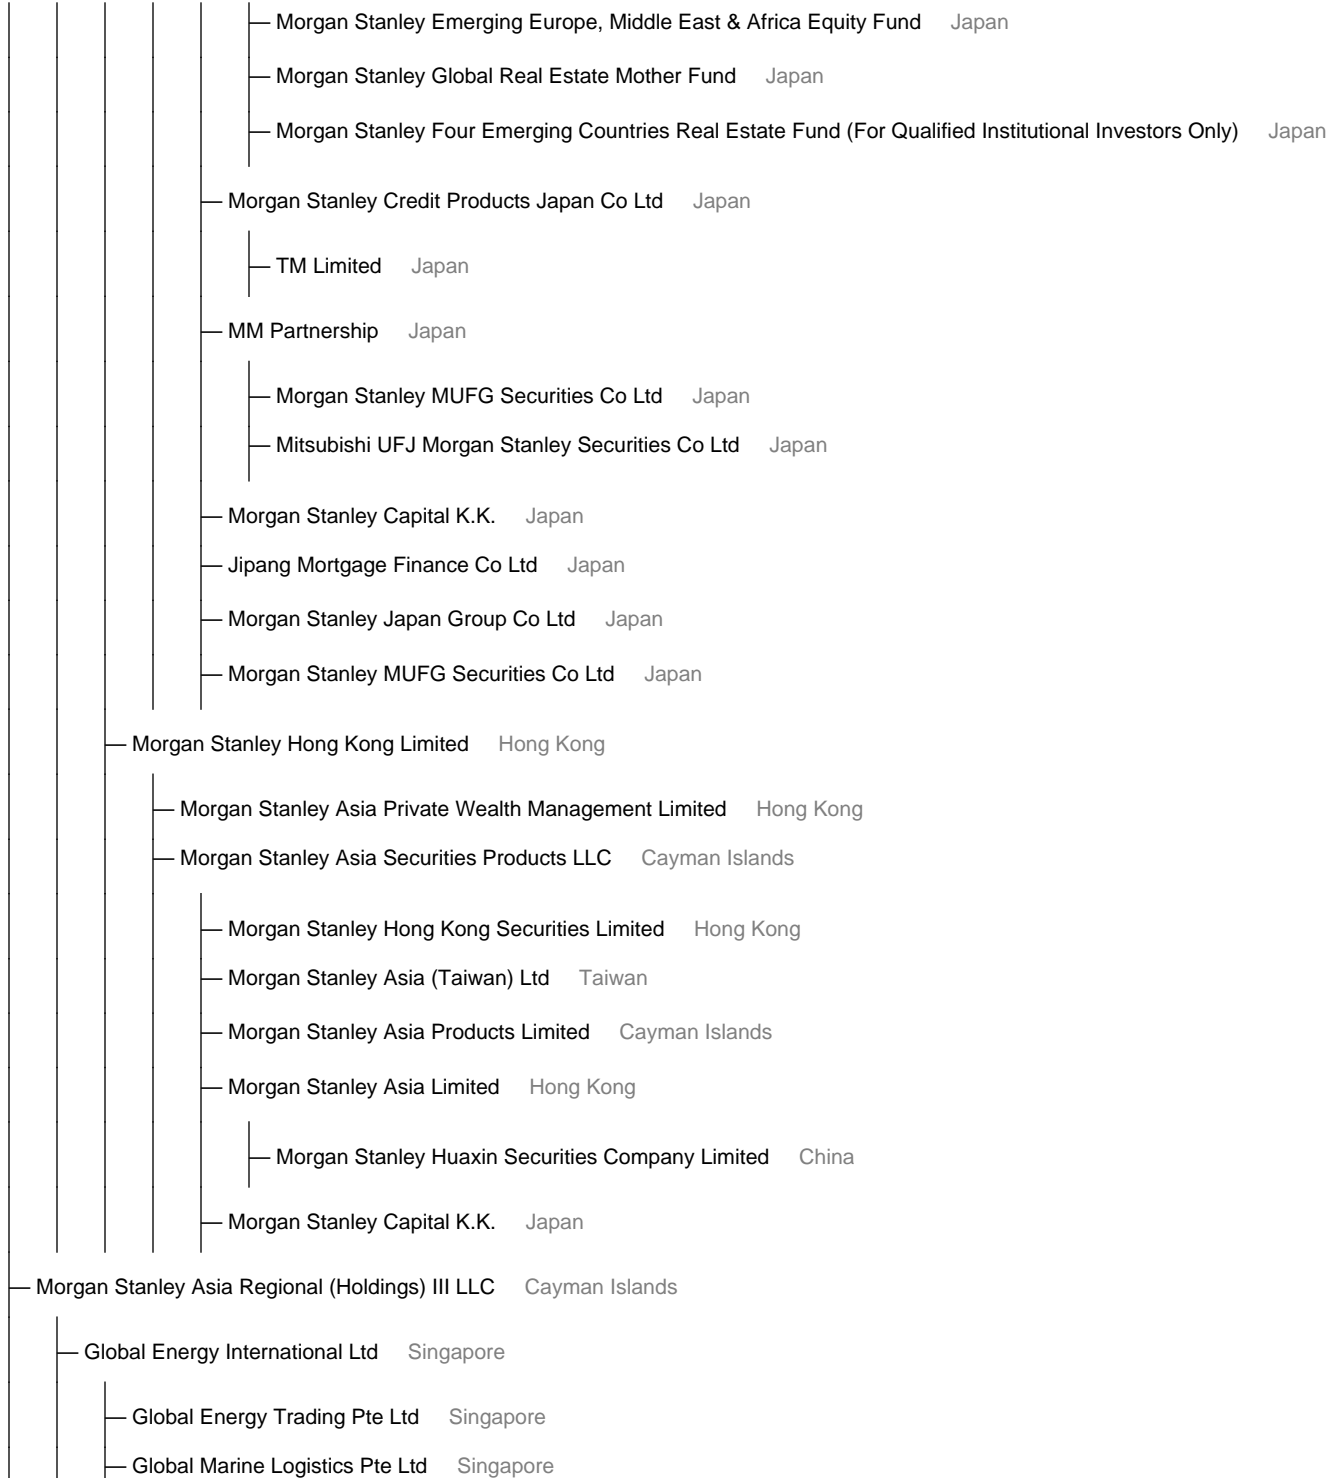 Morgan Stanley Emerging Europe, Middle East & Africa Equity Fund Japan
Morgan Stanley Global Real Estate Mother Fund Japan
Morgan Stanley Four Emerging Countries Real Estate Fund (For Qualified Institutional Investors Only) Japan
Morgan Stanley Credit Products Japan Co Ltd Japan
TM Limited Japan
MM Partnership Japan
Morgan Stanley MUFG Securities Co Ltd Japan
Mitsubishi UFJ Morgan Stanley Securities Co Ltd Japan
Morgan Stanley Capital K.K. Japan
Jipang Mortgage Finance Co Ltd Japan
Morgan Stanley Japan Group Co Ltd Japan
Morgan Stanley MUFG Securities Co Ltd Japan
Morgan Stanley Hong Kong Limited Hong Kong
Morgan Stanley Asia Private Wealth Management Limited Hong Kong
Morgan Stanley Asia Securities Products LLC Cayman Islands
Morgan Stanley Hong Kong Securities Limited Hong Kong
Morgan Stanley Asia (Taiwan) Ltd Taiwan
Morgan Stanley Asia Products Limited Cayman Islands
Morgan Stanley Asia Limited Hong Kong
Morgan Stanley Huaxin Securities Company Limited China
Morgan Stanley Capital K.K. Japan
Morgan Stanley Asia Regional (Holdings) III LLC Cayman Islands
Global Energy International Ltd Singapore
Global Energy Trading Pte Ltd Singapore
Global Marine Logistics Pte Ltd Singapore